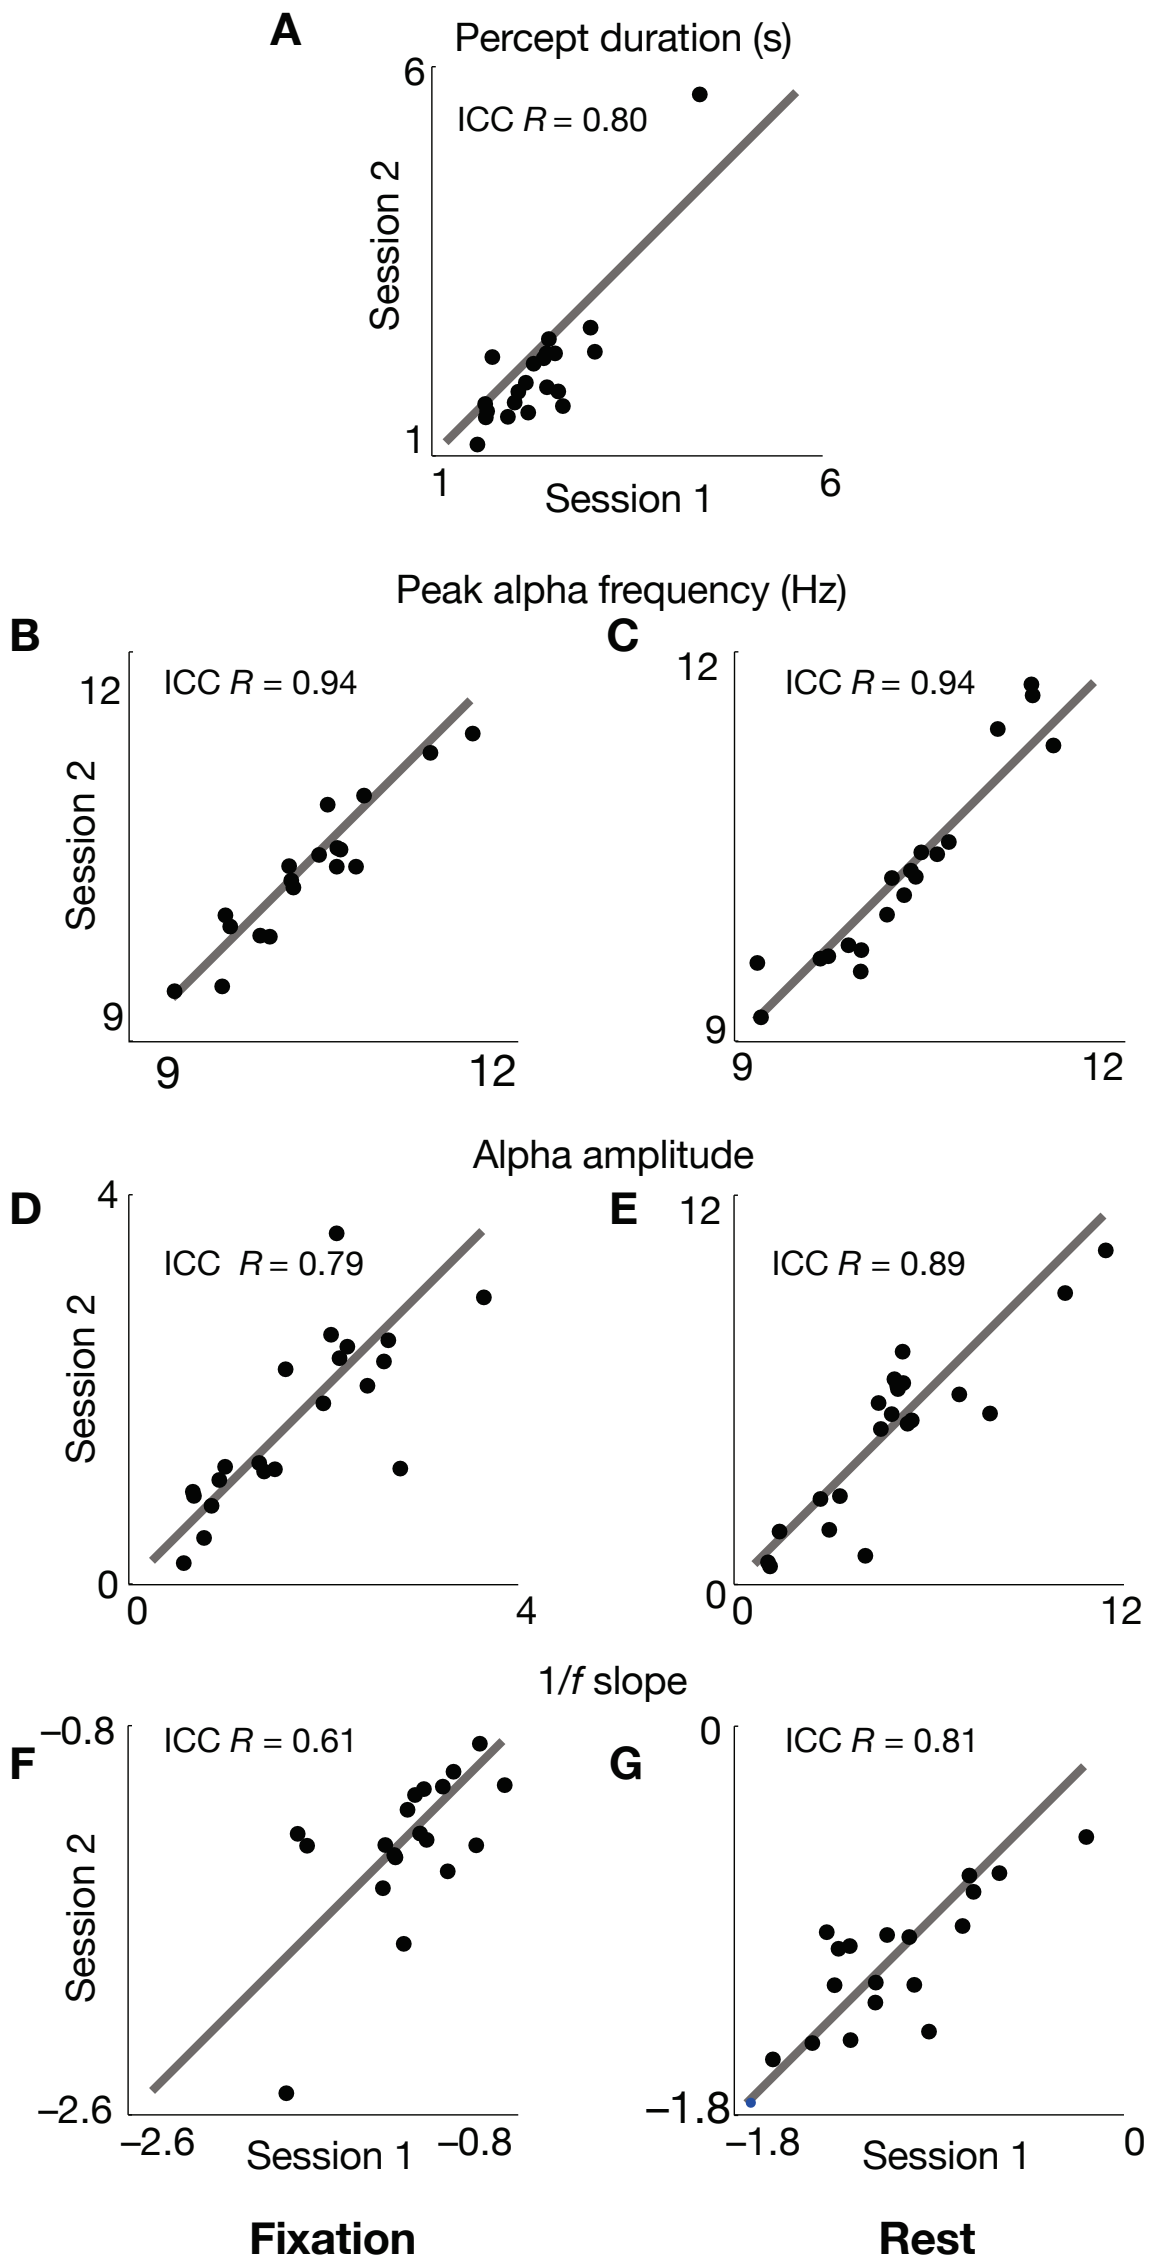 A
Percept duration (s)
6
ICC R = 0.80
Session 2
1
1
6
Session 1
Peak alpha frequency (Hz)
B
C
12
ICC R = 0.94
Session 2
9
9
12
12
ICC R = 0.94
9
9
12
Alpha amplitude
D
E
4
ICC R = 0.79
Session 2
0
0
4
12
ICC R = 0.89
0
0
12
1/f slope
F
G
−0.8
ICC R = 0.61
Session 2
−2.6
−2.6
−0.8
Session 1
0
ICC R = 0.81
−1.8
−1.8
0
Session 1
Fixation
Rest